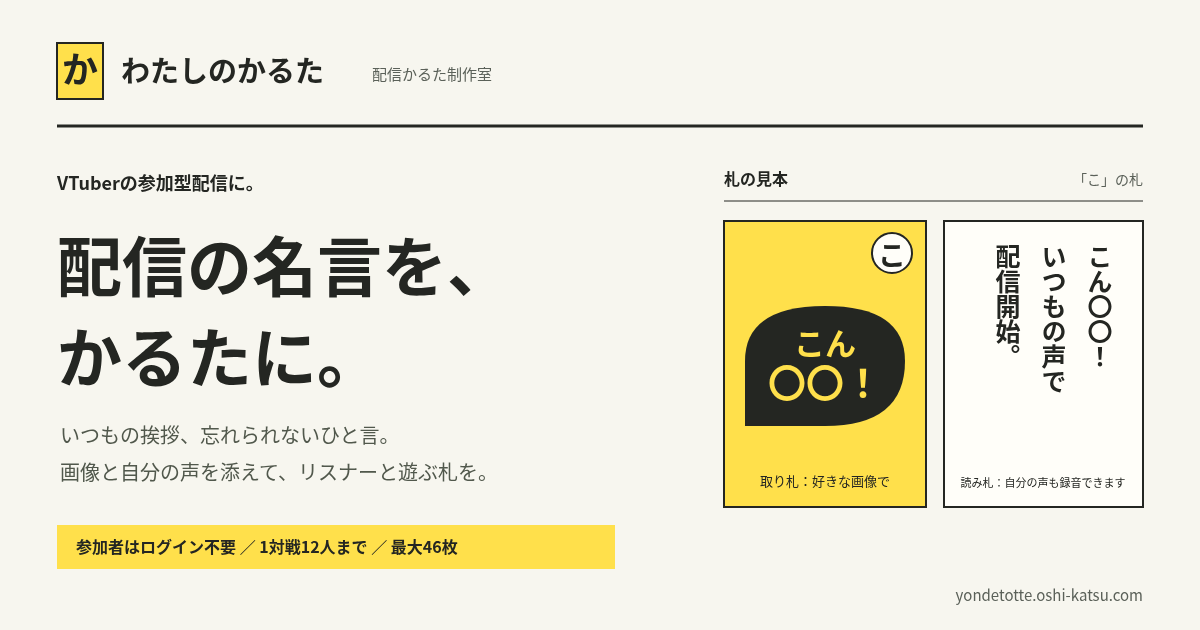 か わたしのかるた 配信かるた制作室
VTuberの参加型配信に。
配信の名言を、
かるたに。
いつもの挨拶、忘れられないひと言。
画像と自分の声を添えて、リスナーと遊ぶ札を。
参加者はログイン不要 ／ 1対戦12人まで ／ 最大46枚
札の見本 「こ」の札
こ
こん
〇〇！
取り札：好きな画像で
こん〇〇！
いつもの声で
配信開始。
読み札：自分の声も録音できます
yondetotte.oshi-katsu.com